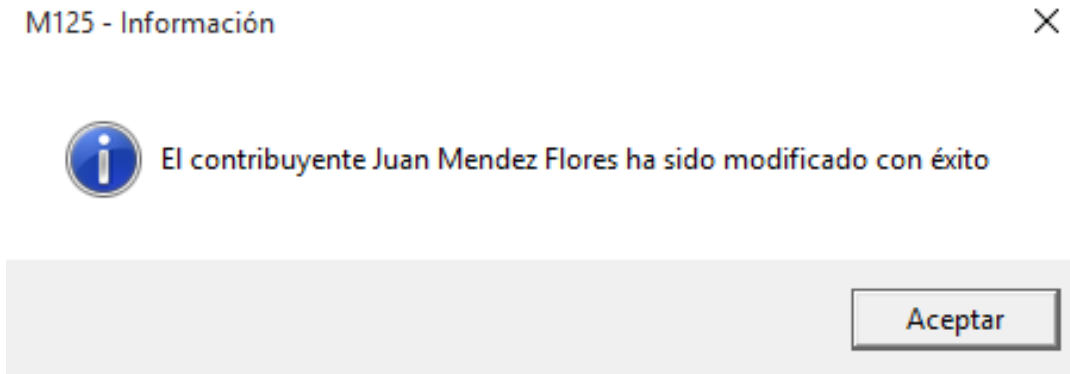 M125 - Información
El contribuyente Juan Mendez Flores ha sido modificado con éxito
Aceptar